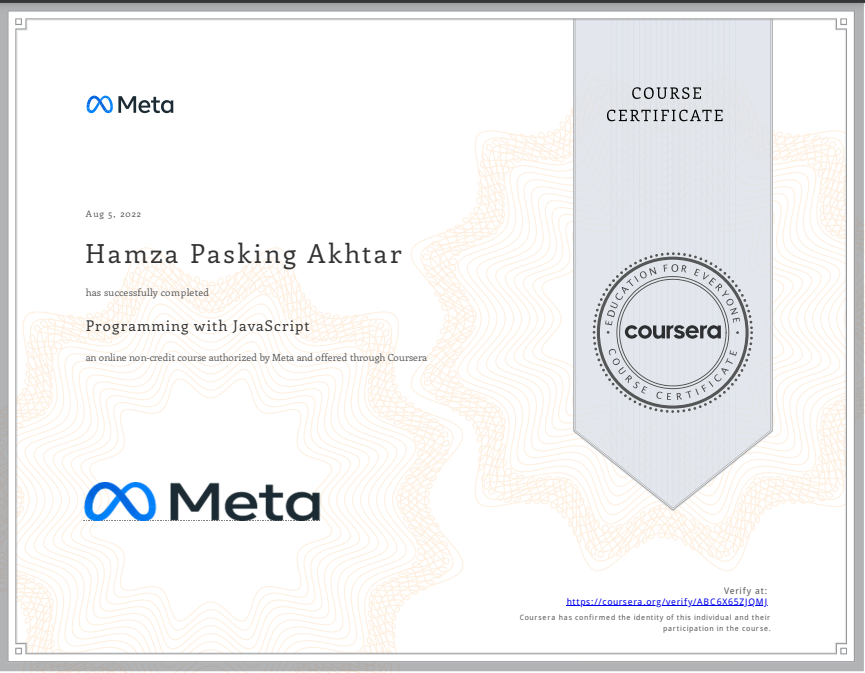 Meta
COURSE
CERTIFICATE
Aug 5, 2022
Hamza Pasking Akhtar
has successfully completed
Programming with JavaScript
an online non-credit course authorized by Meta and offered through Coursera
EDUCATION FOR EVERYONE
coursera
COURSE CERTIFICATE
Meta
Verify at:
https://coursera.org/verify/ABC6X65ZJQMJ
Coursera has confirmed the identity of this individual and their
participation in the course.